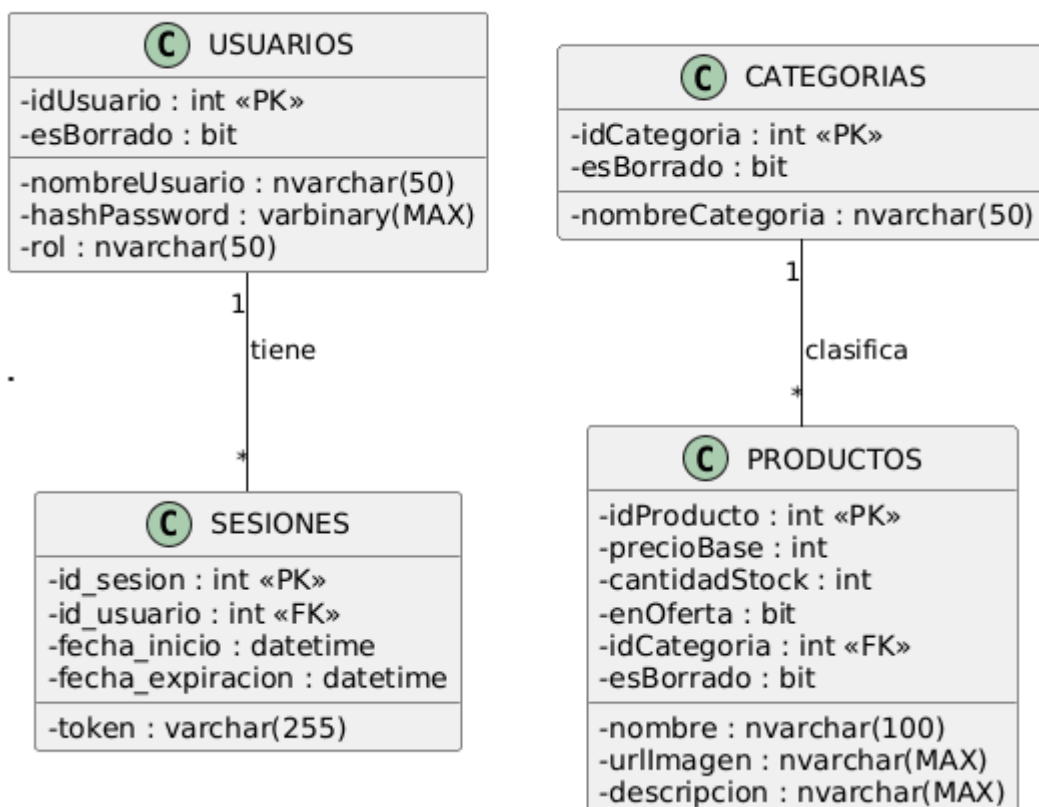 C USUARIOS
-idUsuario : int «PK»
-esBorrado : bit
-nombreUsuario : nvarchar(50)
-hashPassword : varbinary(MAX)
-rol : nvarchar(50)
1
tiene
*
C SESIONES
-id_sesion : int «PK»
-id_usuario : int «FK»
-fecha_inicio : datetime
-fecha_expiracion : datetime
-token : varchar(255)
C CATEGORIAS
-idCategoria : int «PK»
-esBorrado : bit
-nombreCategoria : nvarchar(50)
1
clasifica
*
C PRODUCTOS
-idProducto : int «PK»
-precioBase : int
-cantidadStock : int
-enOferta : bit
-idCategoria : int «FK»
-esBorrado : bit
-nombre : nvarchar(100)
-urlImagen : nvarchar(MAX)
-descripcion : nvarchar(MAX)